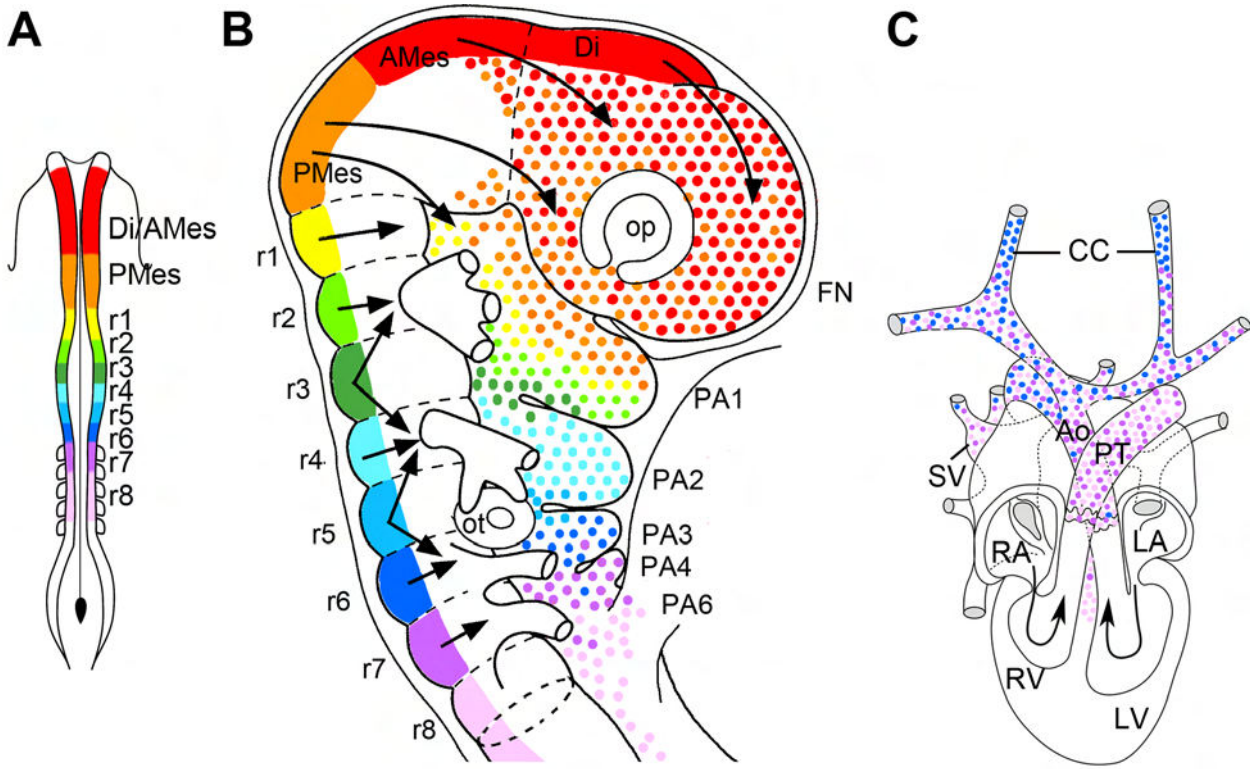 A
Di/AMes
PMes
r1
r2
r3
r4
r5
r6
r7
r8
B
AMes
Di
PMes
op
FN
r1
r2
r3
r4
r5
r6
r7
r8
ot
PA1
PA2
PA3
PA4
PA6
C
CC
Ao
PT
SV
RA
LA
RV
LV